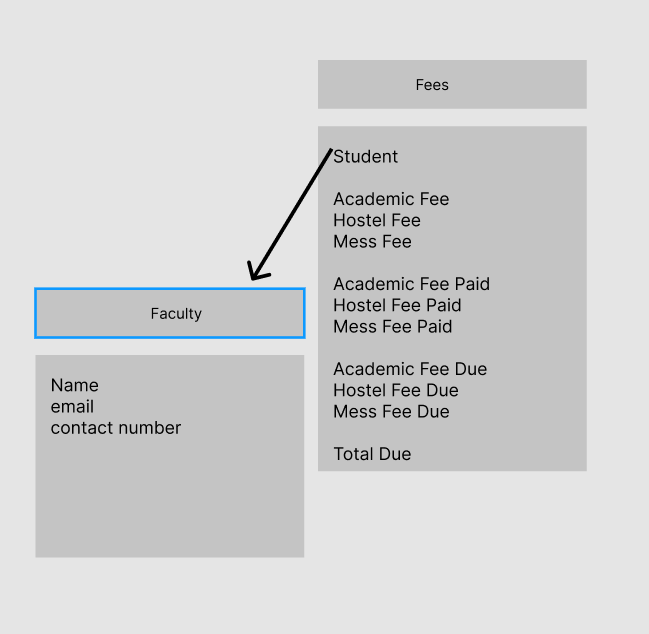 Fees
Student
Academic Fee
Hostel Fee
Mess Fee
Academic Fee Paid
Hostel Fee Paid
Mess Fee Paid
Academic Fee Due
Hostel Fee Due
Mess Fee Due
Total Due
Faculty
Name
email
contact number